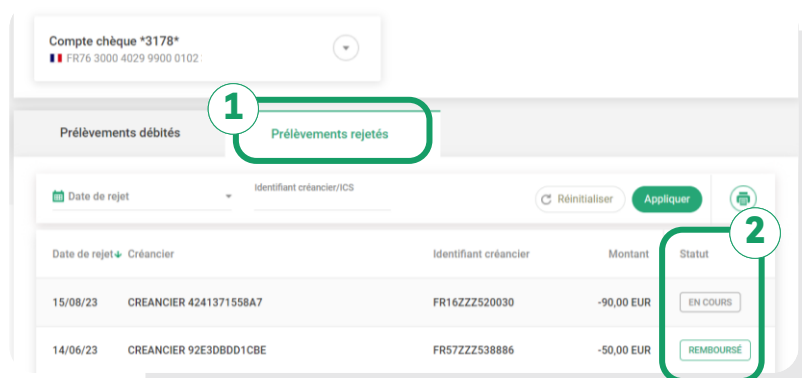 Compte chèque *3178*
FR76 3000 4029 9900 0102
1
Prélèvements débités Prélèvements rejetés
Date de rejet Identifiant créancier/ICS Réinitialiser Appliquer
2
Date de rejet Créancier Identifiant créancier Montant Statut
15/08/23 CREANCIER 4241371558A7 FR16ZZZ520030 -90,00 EUR EN COURS
14/06/23 CREANCIER 92E3DBDD1CBE FR57ZZZ538886 -50,00 EUR REMBOURSÉ